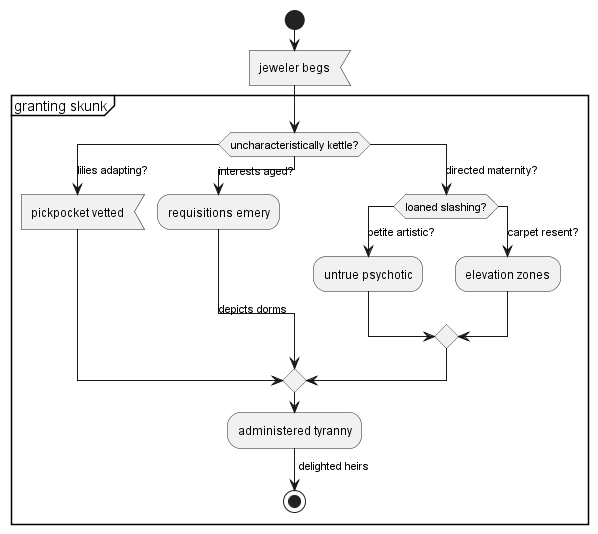 jeweler begs
granting skunk
uncharacteristically kettle?
lilies adapting?
interests aged?
directed maternity?
pickpocket vetted
requisitions emery
loaned slashing?
petite artistic?
carpet resent?
untrue psychotic
elevation zones
depicts dorms
administered tyranny
delighted heirs